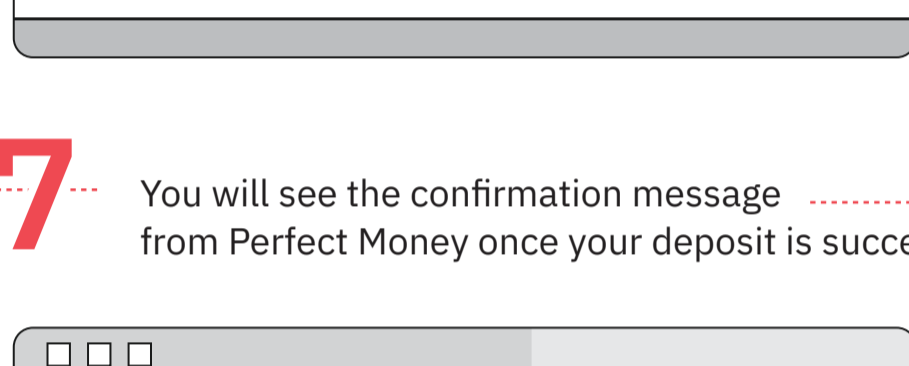 7
You will see the confirmation message
from Perfect Money once your deposit is